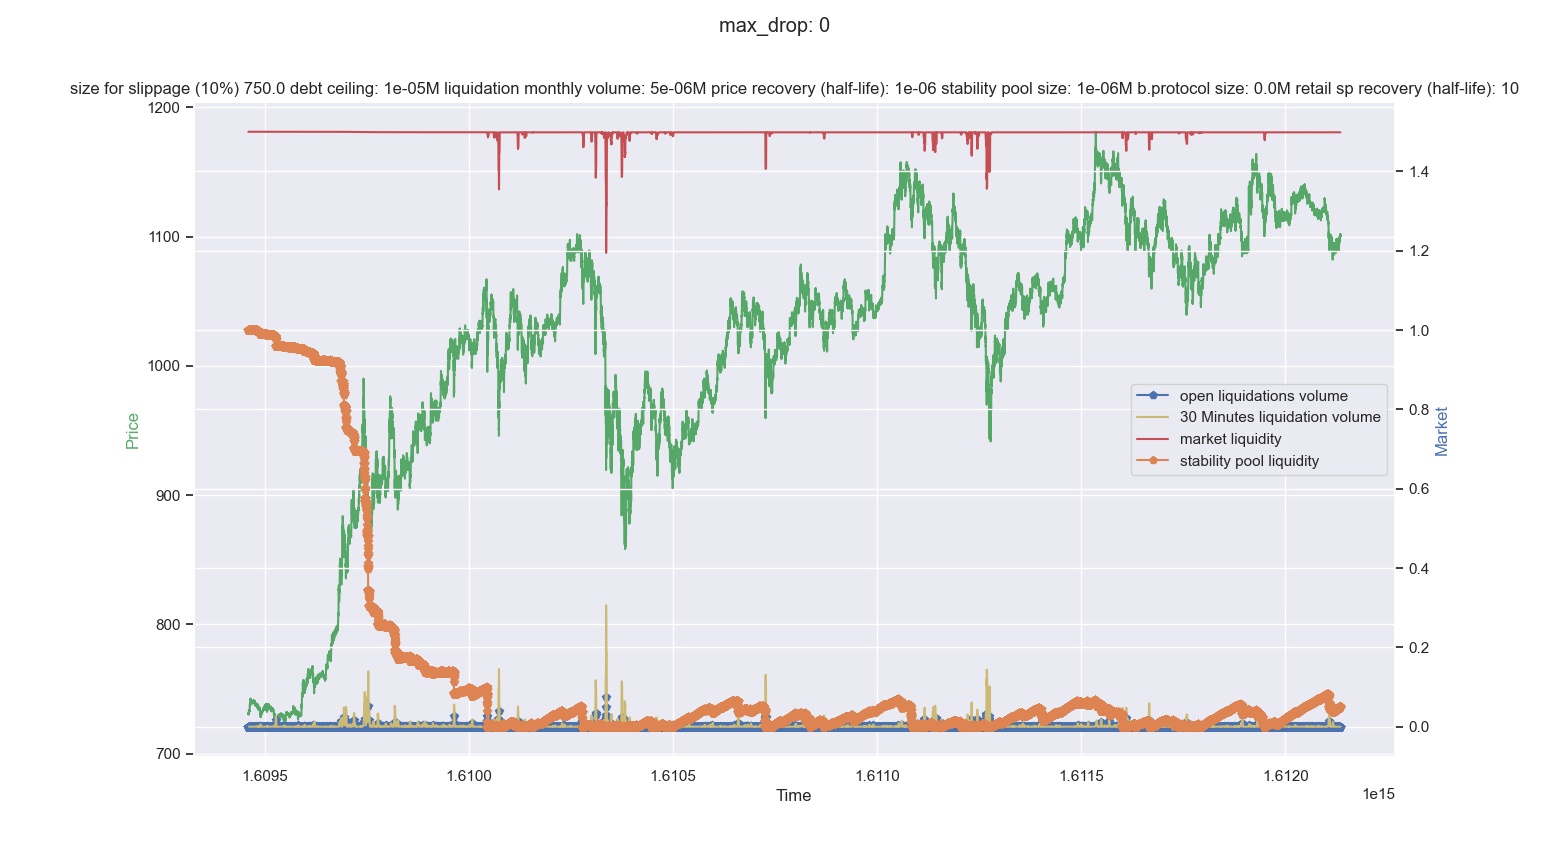 max_drop: 0
size for slippage (10%) 750.0 debt ceiling: 1e-05M liquidation monthly volume: 5e-06M price recovery (half-life): 1e-06 stability pool size: 1e-06M b.protocol size: 0.0M retail sp recovery (half-life): 10
1200
1100
1000
900
800
700
Price
1.4
1.2
1.0
0.8
0.6
0.4
0.2
0.0
Market
open liquidations volume
30 Minutes liquidation volume
market liquidity
stability pool liquidity
1.6095 1.6100 1.6105 1.6110 1.6115 1.6120
1e15
Time